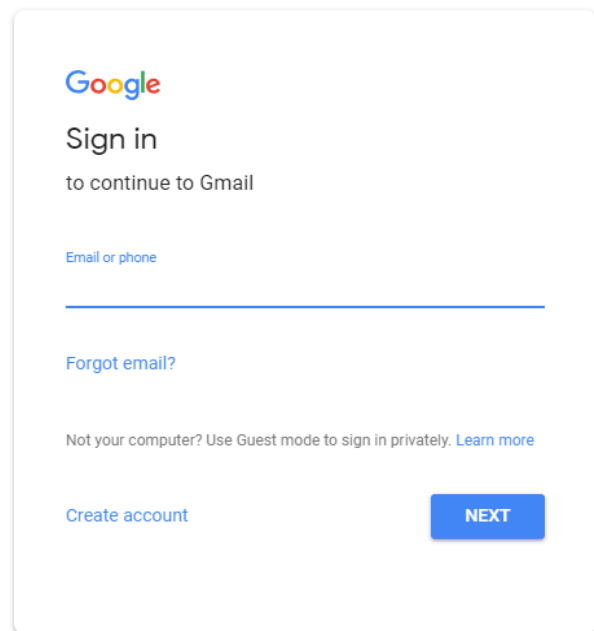 Google
Sign in
to continue to Gmail
Email or phone
Forgot email?
Not your computer? Use Guest mode to sign in privately. Learn more
Create account
NEXT